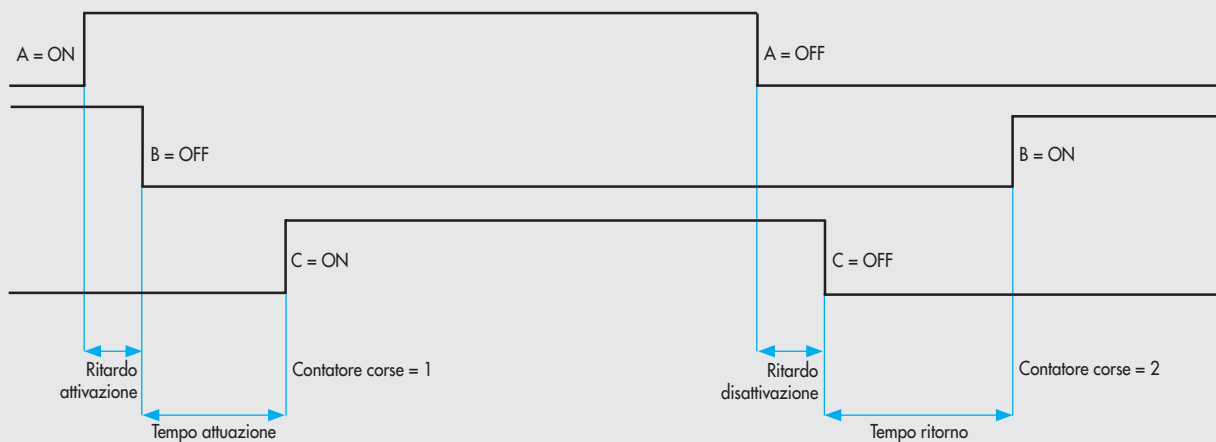 A = ON
A = OFF
B = OFF
B = ON
C = ON
C = OFF
Ritardo
attivazione
Contatore corse = 1
Ritardo
disattivazione
Contatore corse = 2
Tempo attuazione
Tempo ritorno